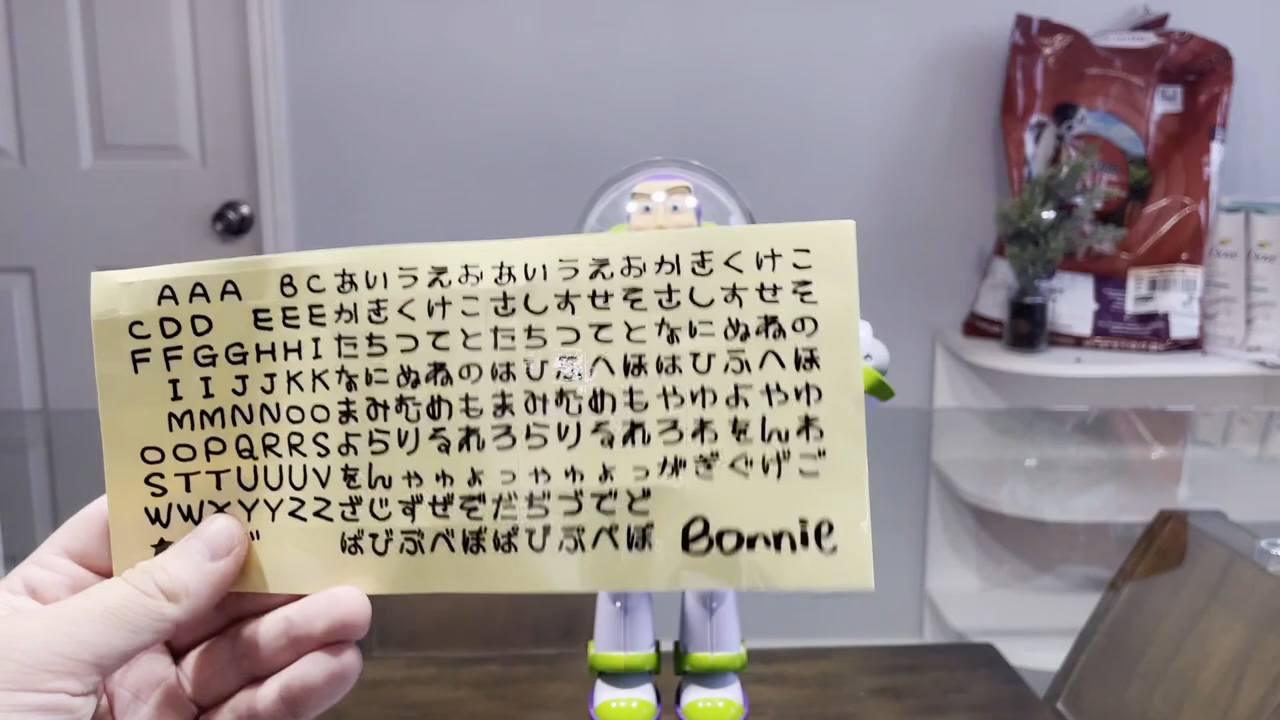 AAA BCあいうえおあいうえおかきくけこ
CDD EEEかきくけこさしすせそさしすせそ
FFGGHHIたちつてとたちつてとなにぬねの
IIJJKKなにぬねのはひふへほはひふへほ
MMNNOOまみむめもまみむめもやゆよやゆ
OOPQRRSよらりるれろらりるれろわをんわ
STTUUUVをんゃゅょっゃゅょっがぎぐげご
WWXYYZZざじずぜぞだぢづでど
ばびぶべぼぱぴぷぺぽ Bonnie